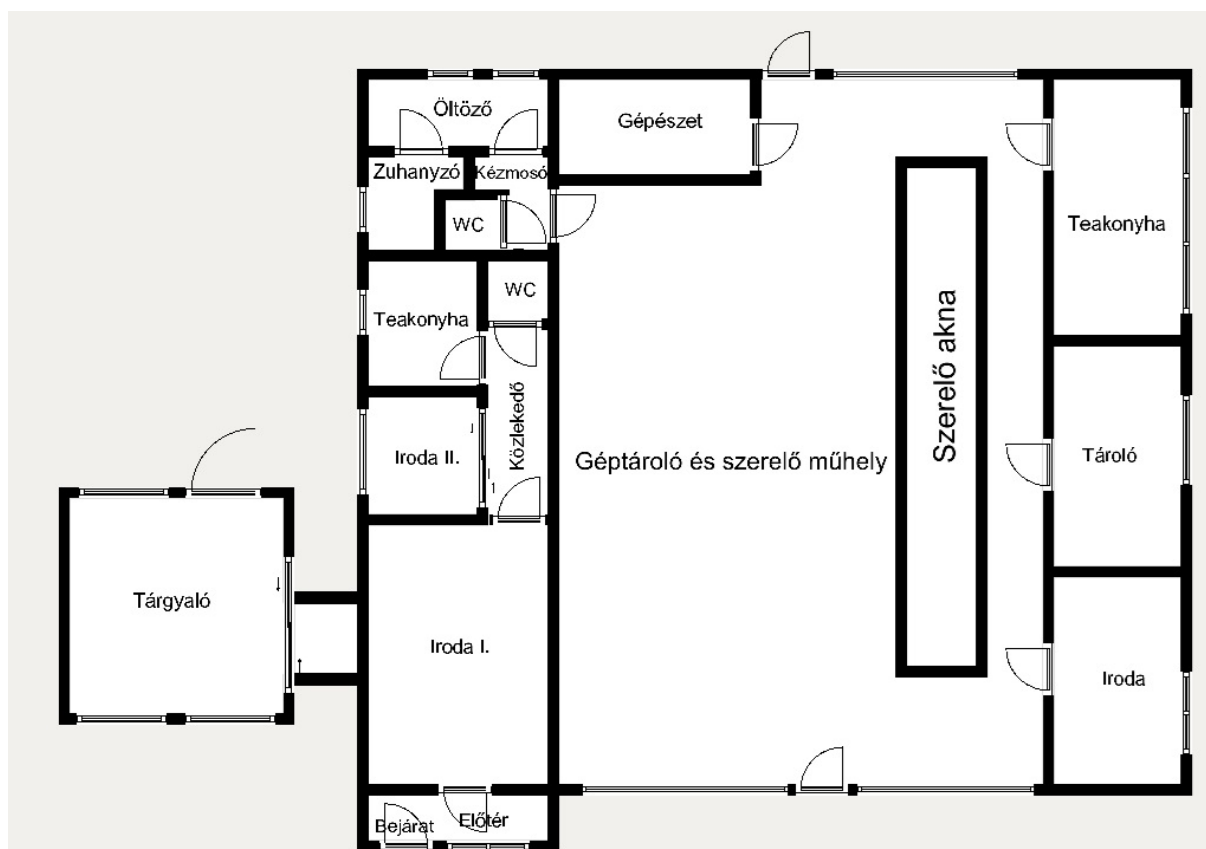 Öltöző
Gépészet
Zuhanyzó
Kézmosó
WC
Teakonyha
WC
Teakonyha
Szerelő akna
Közlekedő
Iroda II.
Géptároló és szerelő műhely
Tároló
Tárgyaló
Iroda I.
Iroda
Bejárat
Előtér